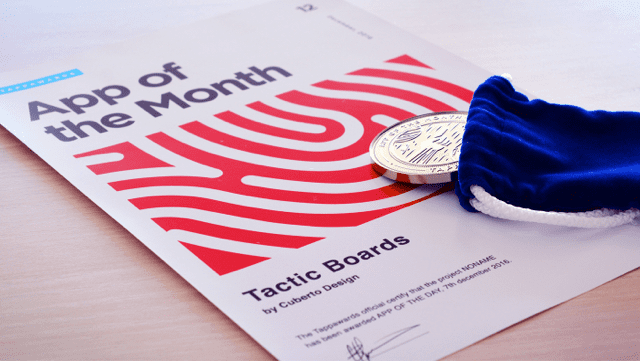 12
December, 2016
TAPPAWARDS
App of
the Month
Tactic Boards
by Cuberto Design
The Tappawards official certify that the project NONAME
has been awarded APP OF THE DAY, 7th december 2016.